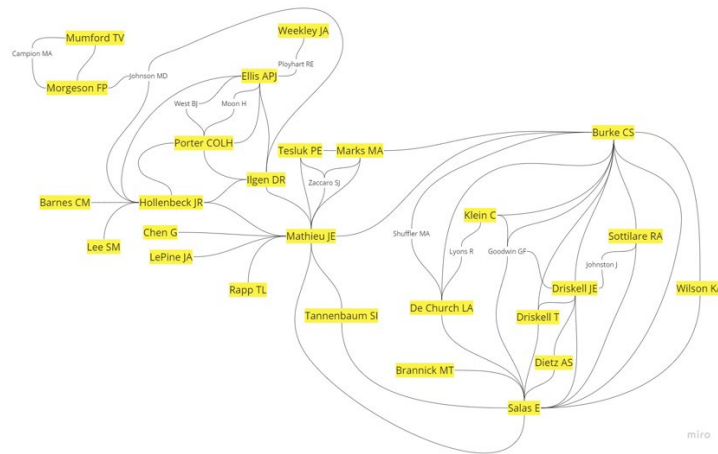 Weekley JA
Mumford TV
Campion MA
Ployhart RE
Johnson MD
Ellis APJ
Morgeson FP
West BJ
Moon H
Burke CS
Porter COLH
Tesluk PE
Marks MA
Ilgen DR
Zaccaro SJ
Barnes CM
Hollenbeck JR
Klein C
Chen G
Mathieu JE
Shuffler MA
Sottilare RA
Lee SM
Lyons R
Goodwin GF
LePine JA
Johnston J
Rapp TL
Driskell JE
Wilson KA
De Church LA
Tannenbaum SI
Driskell T
Dietz AS
Brannick MT
Salas E
miro